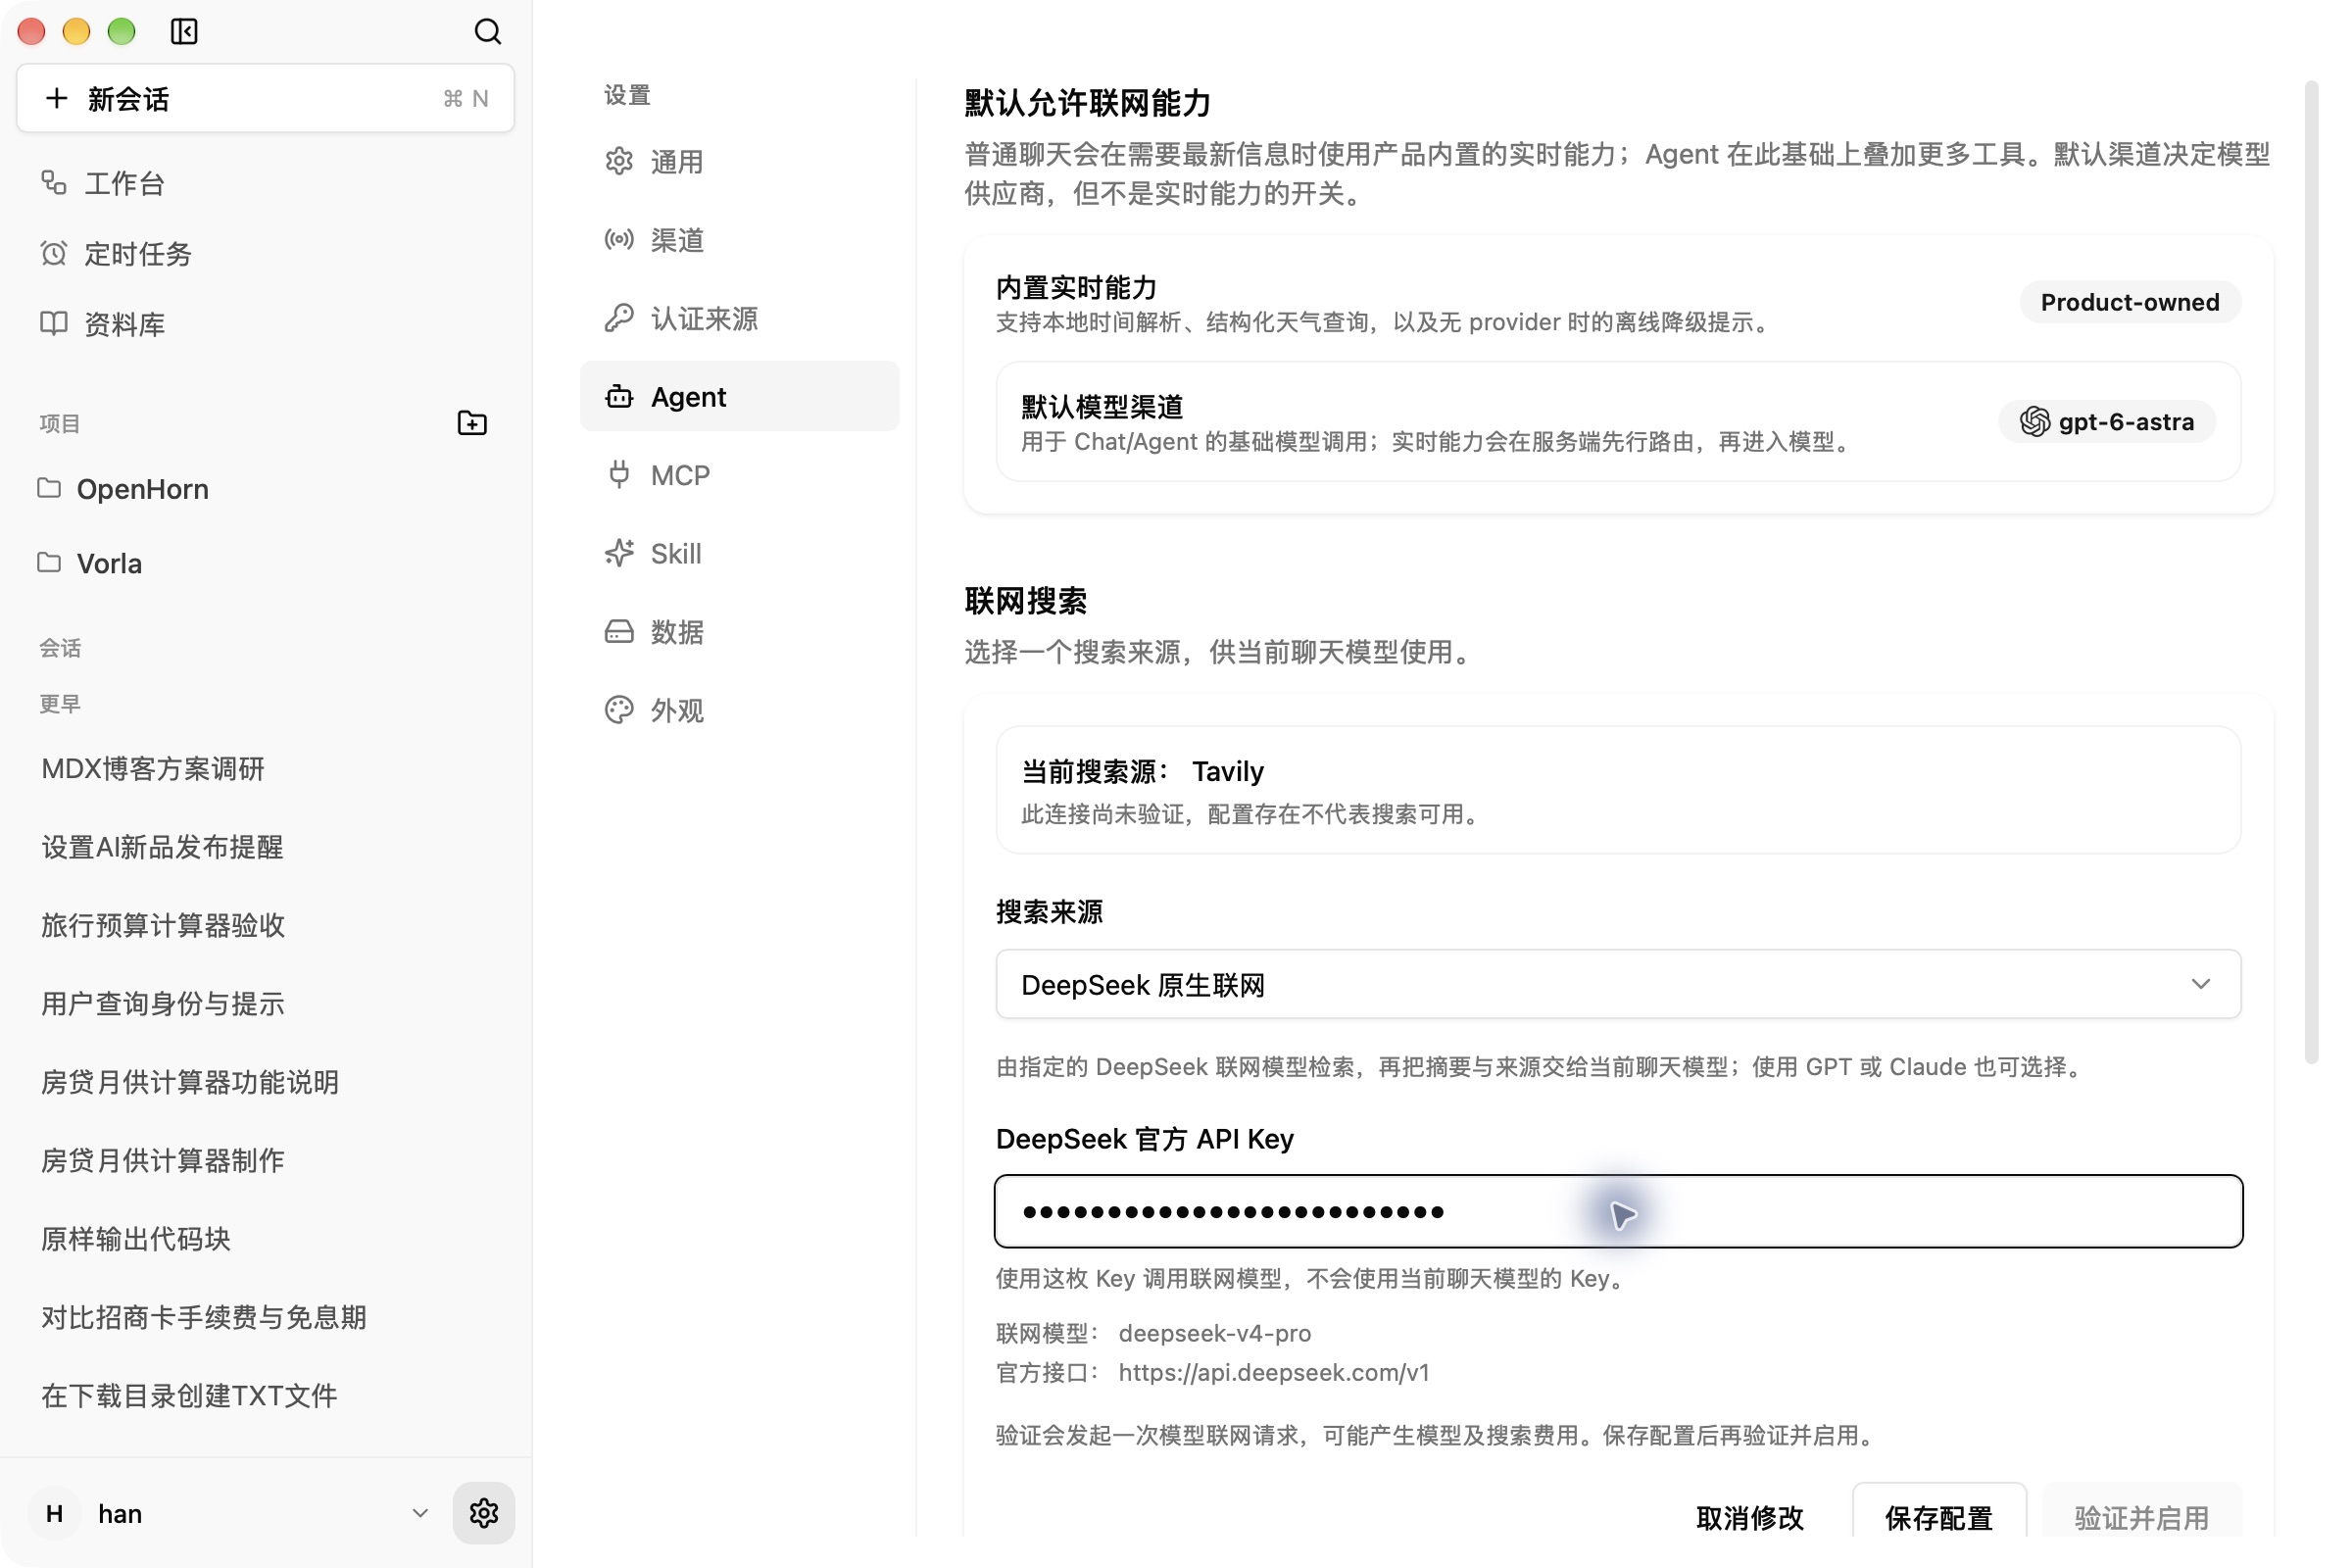 新会话
⌘ N
工作台
定时任务
资料库
项目
OpenHorn
Vorla
会话
更早
MDX博客方案调研
设置AI新品发布提醒
旅行预算计算器验收
用户查询身份与提示
房贷月供计算器功能说明
房贷月供计算器制作
原样输出代码块
对比招商卡手续费与免息期
在下载目录创建TXT文件
H
han
设置
通用
渠道
认证来源
Agent
MCP
Skill
数据
外观
默认允许联网能力
普通聊天会在需要最新信息时使用产品内置的实时能力；Agent 在此基础上叠加更多工具。默认渠道决定模型
供应商，但不是实时能力的开关。
内置实时能力
支持本地时间解析、结构化天气查询，以及无 provider 时的离线降级提示。
Product-owned
默认模型渠道
用于 Chat/Agent 的基础模型调用；实时能力会在服务端先行路由，再进入模型。
gpt-6-astra
联网搜索
选择一个搜索来源，供当前聊天模型使用。
当前搜索源： Tavily
此连接尚未验证，配置存在不代表搜索可用。
搜索来源
DeepSeek 原生联网
由指定的 DeepSeek 联网模型检索，再把摘要与来源交给当前聊天模型；使用 GPT 或 Claude 也可选择。
DeepSeek 官方 API Key
•••••••••••••••••••••••••
使用这枚 Key 调用联网模型，不会使用当前聊天模型的 Key。
联网模型： deepseek-v4-pro
官方接口： https://api.deepseek.com/v1
验证会发起一次模型联网请求，可能产生模型及搜索费用。保存配置后再验证并启用。
取消修改
保存配置
验证并启用